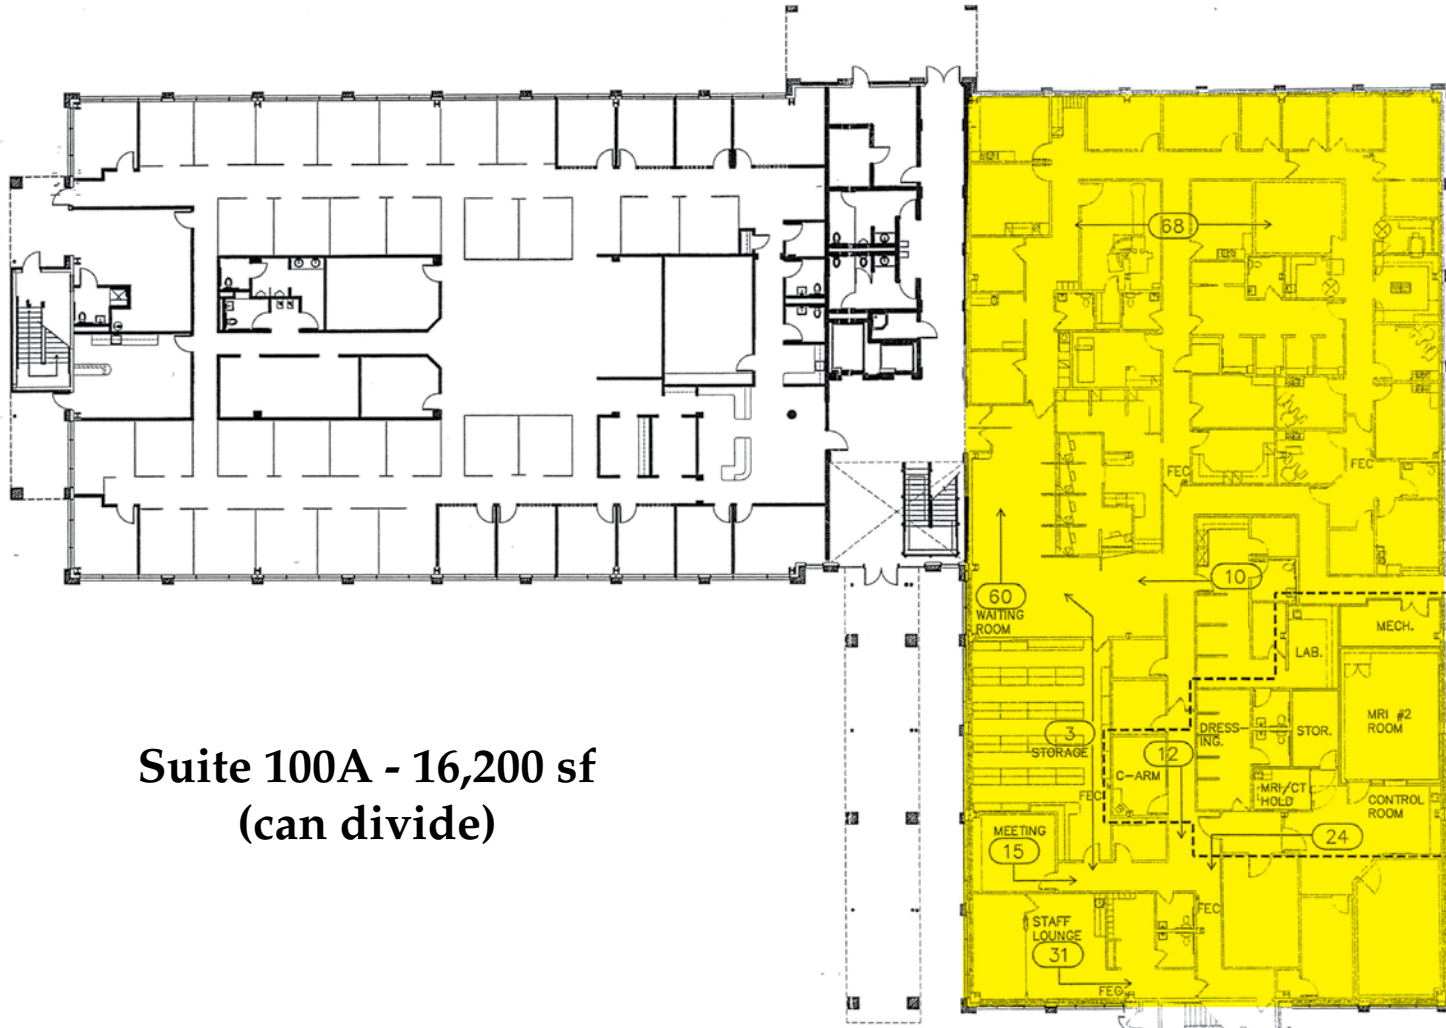 68
FEC
FEC
10
60
WAITING
ROOM
MECH.
LAB.
MRI #2
ROOM
DRESS-
ING.
STOR.
3
STORAGE
12
C-ARM
MRI/CT
HOLD
CONTROL
ROOM
FEC
MEETING
15
24
Suite 100A - 16,200 sf
(can divide)
FEC
STAFF
LOUNGE
31
FEC